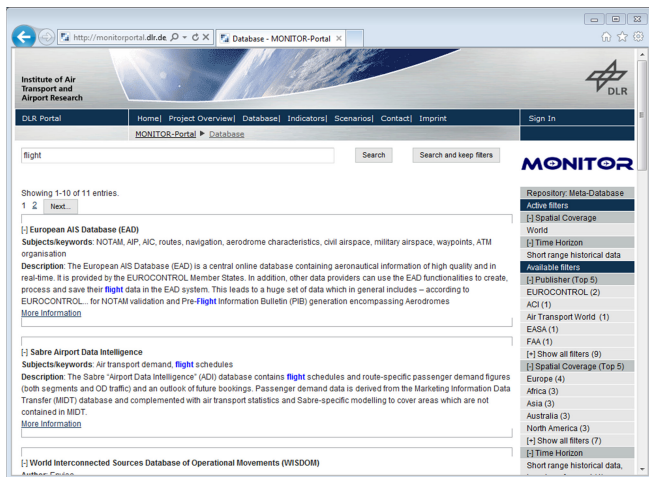 http://monitorportal.dlr.de
Database - MONITOR-Portal
Institute of Air
Transport and
Airport Research
DLR
DLR Portal
Home| Project Overview| Database| Indicators| Scenarios| Contact| Imprint
Sign In
MONITOR-Portal ► Database
flight
Search
Search and keep filters
MONITOR
Showing 1-10 of 11 entries.
1 2 Next...
[-] European AIS Database (EAD)
Subjects/keywords: NOTAM, AIP, AIC, routes, navigation, aerodrome characteristics, civil airspace, military airspace, waypoints, ATM
organisation
Description: The European AIS Database (EAD) is a central online database containing aeronautical information of high quality and in
real-time. It is provided by the EUROCONTROL Member States. In addition, other data providers can use the EAD functionalities to create,
process and save their flight data in the EAD system. This leads to a huge set of data which in general includes – according to
EUROCONTROL... for NOTAM validation and Pre-Flight Information Bulletin (PIB) generation encompassing Aerodromes
More Information
[-] Sabre Airport Data Intelligence
Subjects/keywords: Air transport demand, flight schedules
Description: The Sabre "Airport Data Intelligence" (ADI) database contains flight schedules and route-specific passenger demand figures
(both segments and OD traffic) and an outlook of future bookings. Passenger demand data is derived from the Marketing Information Data
Transfer (MIDT) database and complemented with air transport statistics and Sabre-specific modelling to cover areas which are not
contained in MIDT.
More Information
[-] World Interconnected Sources Database of Operational Movements (WISDOM)
Repository: Meta-Database
Active filters
[-] Spatial Coverage
World
[-] Time Horizon
Short range historical data
Available filters
[-] Publisher (Top 5)
EUROCONTROL (2)
ACI (1)
Air Transport World (1)
EASA (1)
FAA (1)
[+] Show all filters (9)
[-] Spatial Coverage (Top 5)
Europe (4)
Africa (3)
Asia (3)
Australia (3)
North America (3)
[+] Show all filters (7)
[-] Time Horizon
Short range historical data,